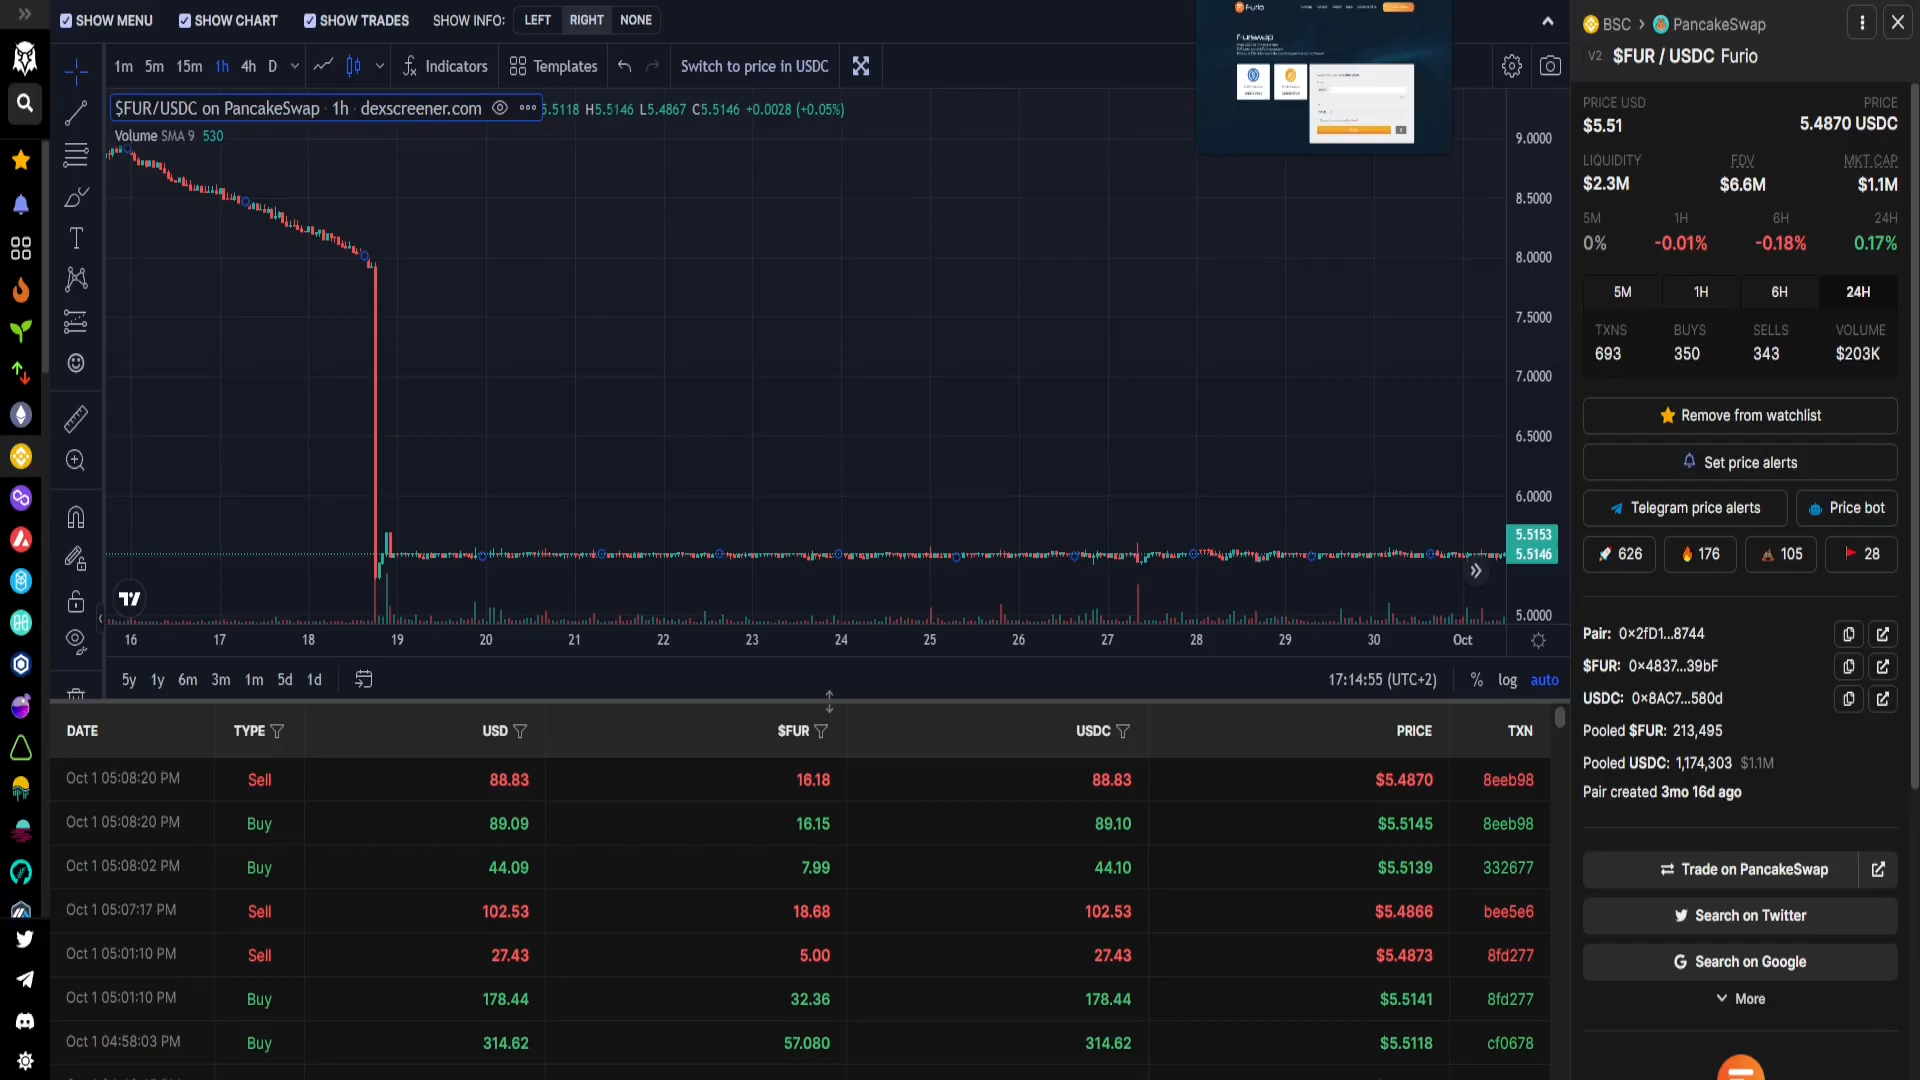 SHOW MENU SHOW CHART SHOW TRADES SHOW INFO: LEFT RIGHT NONE
1m 5m 15m 1h 4h D Indicators Templates Switch to price in USDC
$FUR/USDC on PancakeSwap · 1h · dexscreener.com 5.5118 H5.5146 L5.4867 C5.5146 +0.0028 (+0.05%)
Volume SMA 9 530
9.0000
8.5000
8.0000
7.5000
7.0000
6.5000
6.0000
5.5153
5.5146
5.0000
16 17 18 19 20 21 22 23 24 25 26 27 28 29 30 Oct
5y 1y 6m 3m 1m 5d 1d 17:14:55 (UTC+2) % log auto
DATE TYPE USD $FUR USDC PRICE TXN
Oct 1 05:08:20 PM Sell 88.83 16.18 88.83 $5.4870 8eeb98
Oct 1 05:08:20 PM Buy 89.09 16.15 89.10 $5.5145 8eeb98
Oct 1 05:08:02 PM Buy 44.09 7.99 44.10 $5.5139 332677
Oct 1 05:07:17 PM Sell 102.53 18.68 102.53 $5.4866 bee5e6
Oct 1 05:01:10 PM Sell 27.43 5.00 27.43 $5.4873 8fd277
Oct 1 05:01:10 PM Buy 178.44 32.36 178.44 $5.5141 8fd277
Oct 1 04:58:03 PM Buy 314.62 57.080 314.62 $5.5118 cf0678
Furio
BSC > PancakeSwap
V2 $FUR / USDC Furio
PRICE USD PRICE
$5.51 5.4870 USDC
LIQUIDITY FDV MKT CAP
$2.3M $6.6M $1.1M
5M 1H 6H 24H
0% -0.01% -0.18% 0.17%
5M 1H 6H 24H
TXNS BUYS SELLS VOLUME
693 350 343 $203K
Remove from watchlist
Set price alerts
Telegram price alerts Price bot
626 176 105 28
Pair: 0×2fD1...8744
$FUR: 0×4837...39bF
USDC: 0×8AC7...580d
Pooled $FUR: 213,495
Pooled USDC: 1,174,303 $1.1M
Pair created 3mo 16d ago
Trade on PancakeSwap
Search on Twitter
Search on Google
More